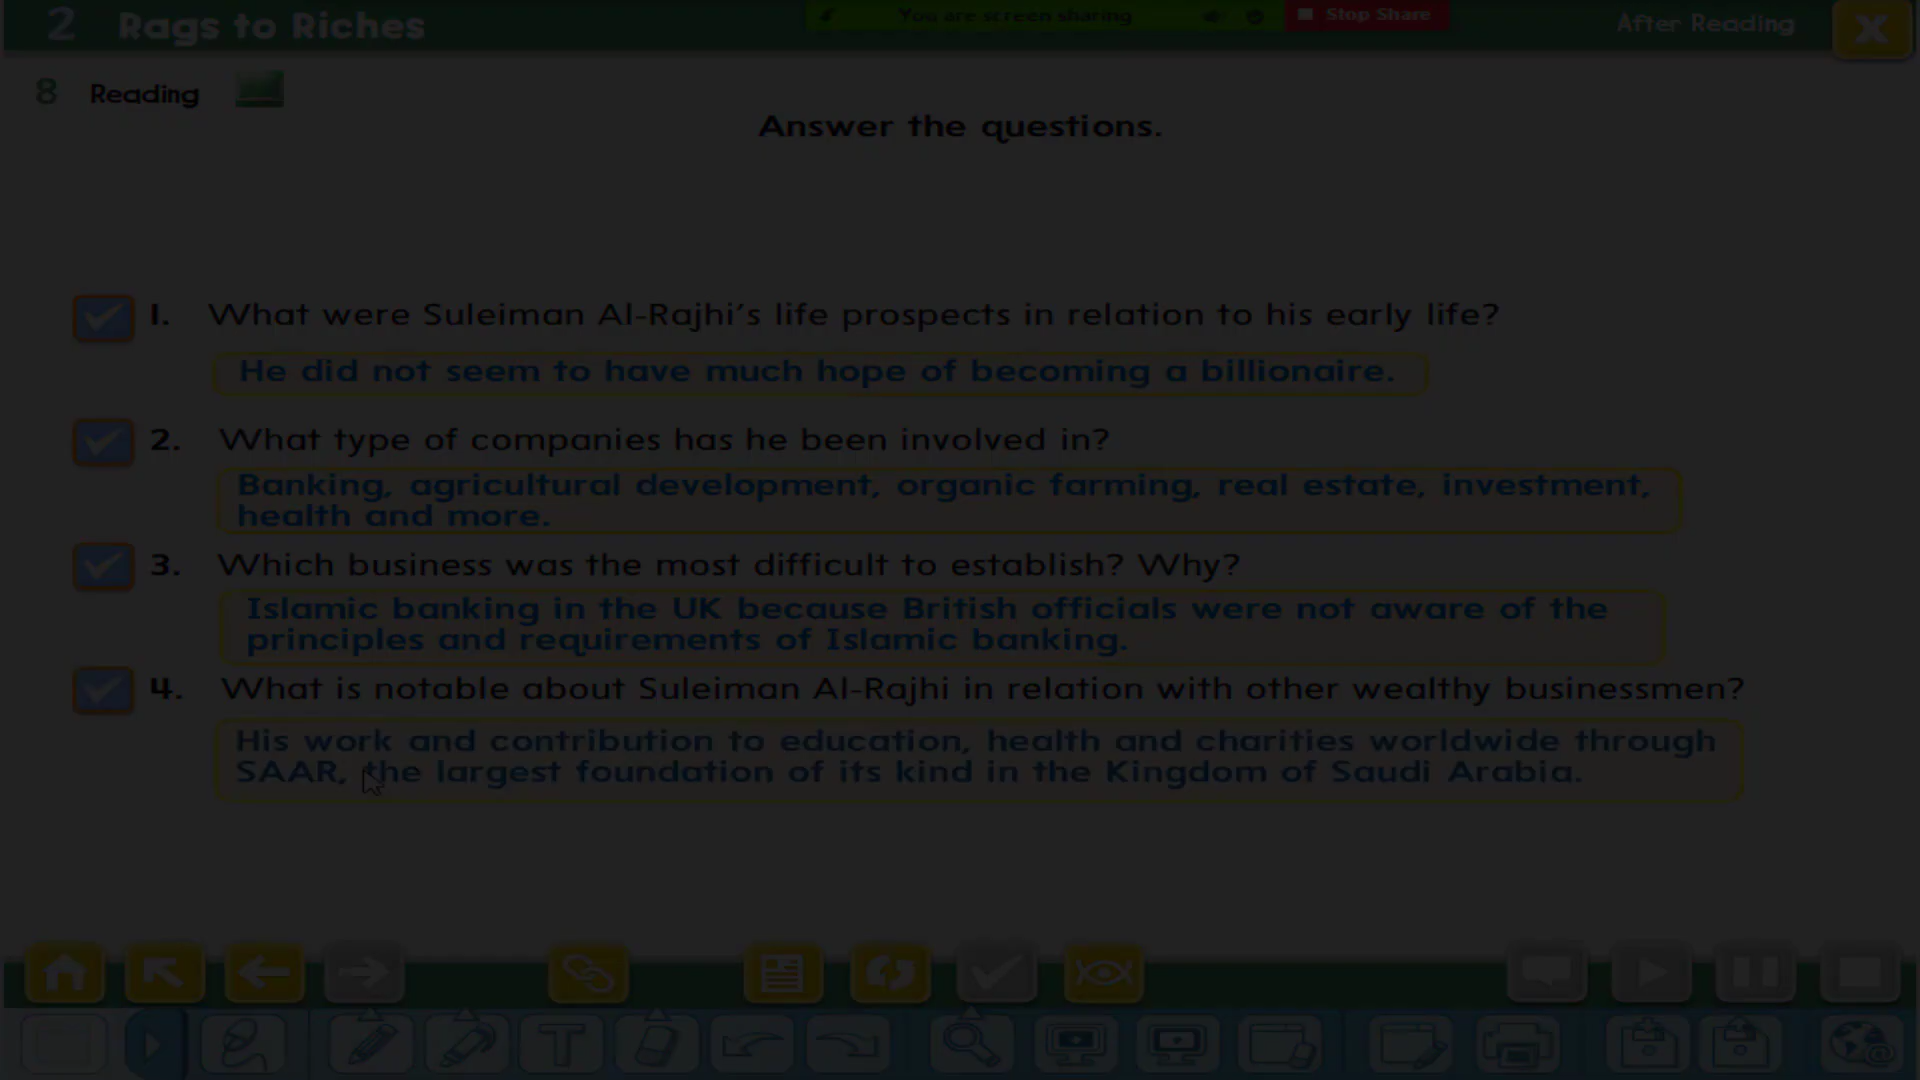 2 Rags to Riches
You are screen sharing
Stop Share
After Reading
X
8 Reading
Answer the questions.
1. What were Suleiman Al-Rajhi's life prospects in relation to his early life?
He did not seem to have much hope of becoming a billionaire.
2. What type of companies has he been involved in?
Banking, agricultural development, organic farming, real estate, investment,
health and more.
3. Which business was the most difficult to establish? Why?
Islamic banking in the UK because British officials were not aware of the
principles and requirements of Islamic banking.
4. What is notable about Suleiman Al-Rajhi in relation with other wealthy businessmen?
His work and contribution to education, health and charities worldwide through
SAAR, the largest foundation of its kind in the Kingdom of Saudi Arabia.
T